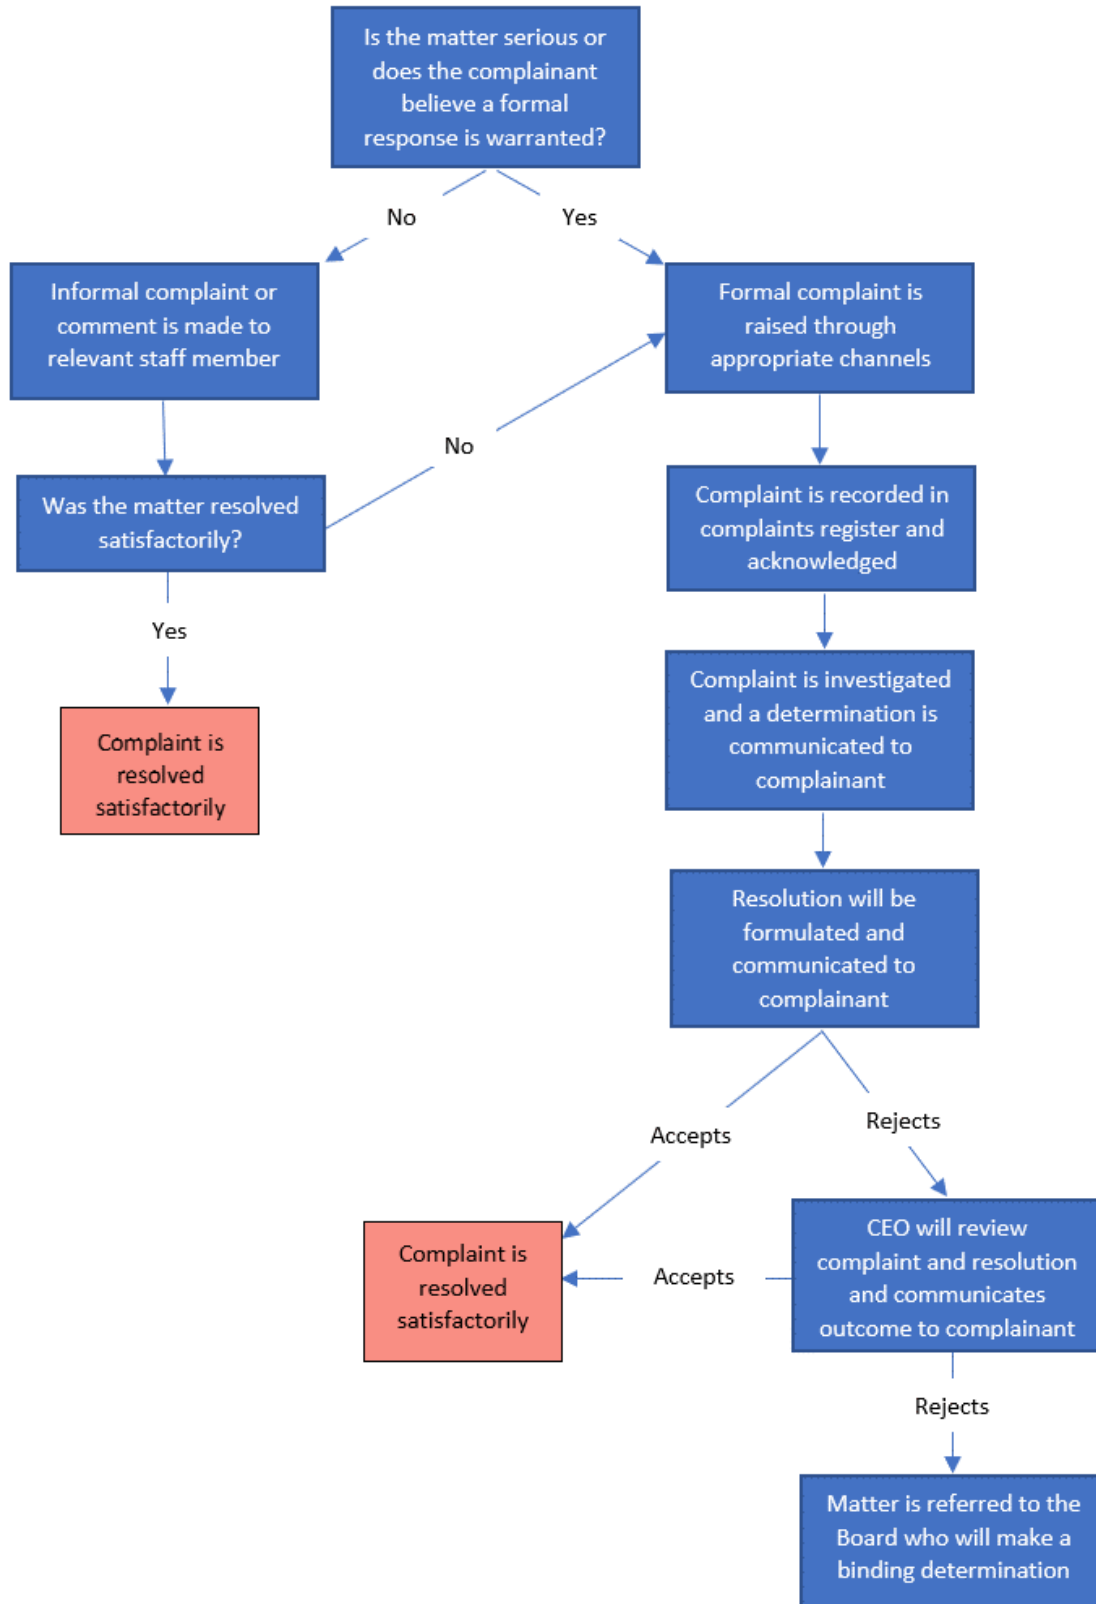 Is the matter serious or
does the complainant
believe a formal
response is warranted?
No
Yes
Informal complaint or
comment is made to
relevant staff member
Formal complaint is
raised through
appropriate channels
No
Was the matter resolved
satisfactorily?
Complaint is recorded in
complaints register and
acknowledged
Yes
Complaint is
resolved
satisfactorily
Complaint is investigated
and a determination is
communicated to
complainant
Resolution will be
formulated and
communicated to
complainant
Accepts
Rejects
Complaint is
resolved
satisfactorily
Accepts
CEO will review
complaint and resolution
and communicates
outcome to complainant
Rejects
Matter is referred to the
Board who will make a
binding determination